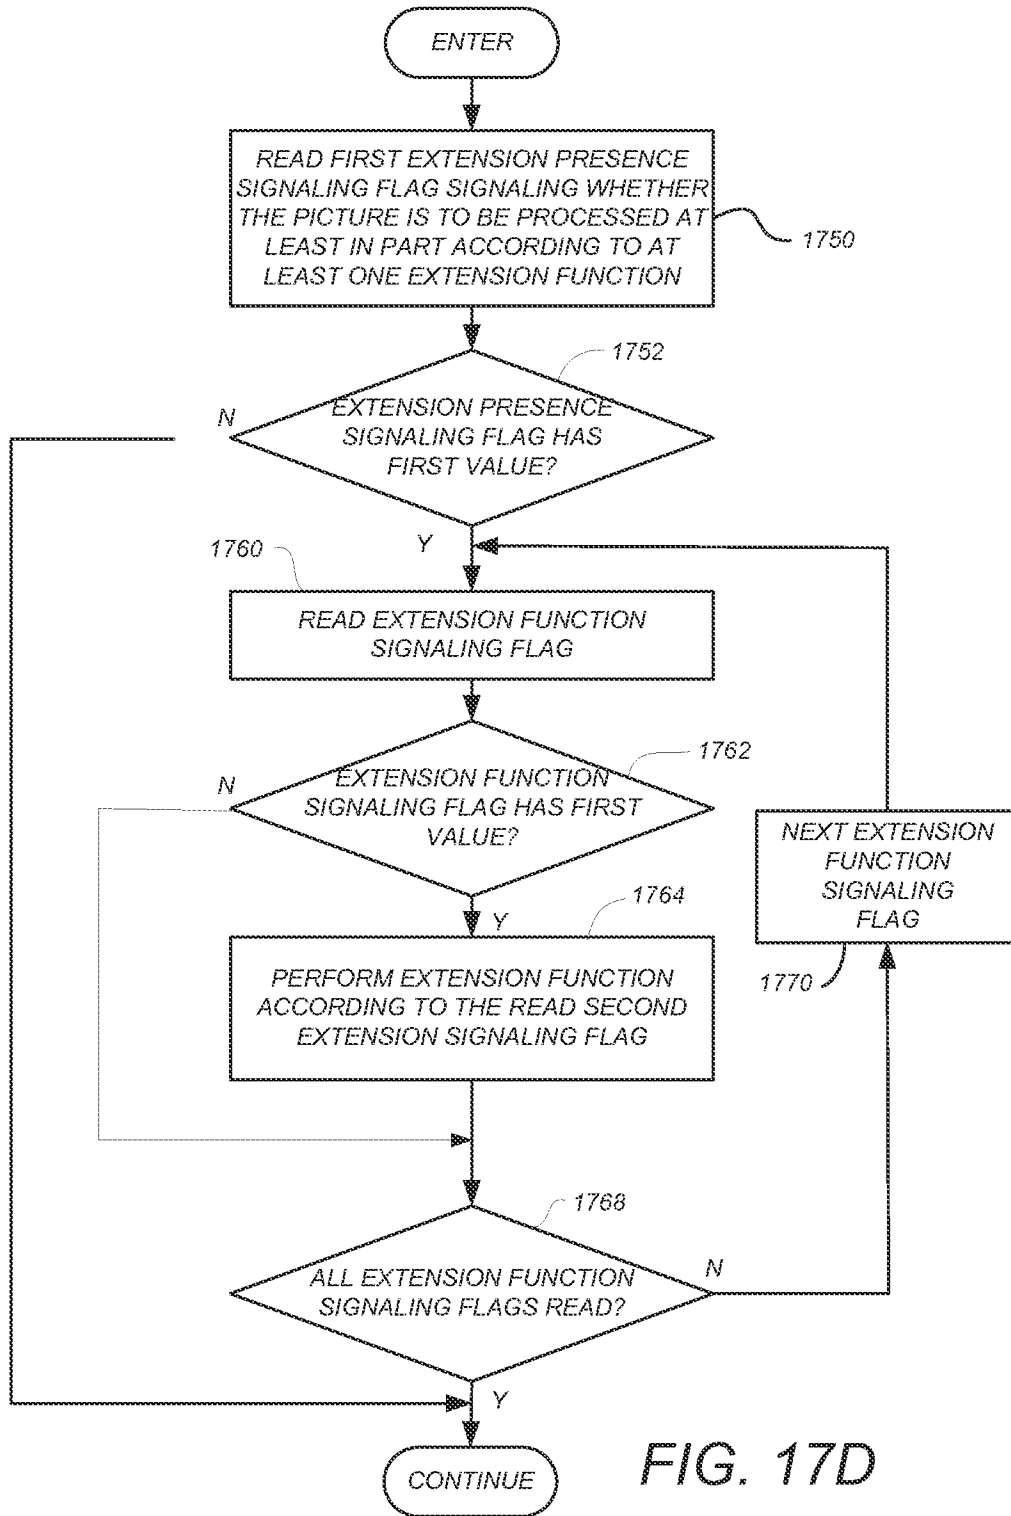 ENTER
READ FIRST EXTENSION PRESENCE
SIGNALING FLAG SIGNALING WHETHER
THE PICTURE IS TO BE PROCESSED AT
LEAST IN PART ACCORDING TO AT
LEAST ONE EXTENSION FUNCTION
1750
1752
N
EXTENSION PRESENCE
SIGNALING FLAG HAS
FIRST VALUE?
Y
1760
READ EXTENSION FUNCTION
SIGNALING FLAG
1762
N
EXTENSION FUNCTION
SIGNALING FLAG HAS FIRST
VALUE?
NEXT EXTENSION
FUNCTION
SIGNALING
FLAG
1770
Y
1764
PERFORM EXTENSION FUNCTION
ACCORDING TO THE READ SECOND
EXTENSION SIGNALING FLAG
1768
ALL EXTENSION FUNCTION
SIGNALING FLAGS READ?
N
Y
CONTINUE
FIG. 17D